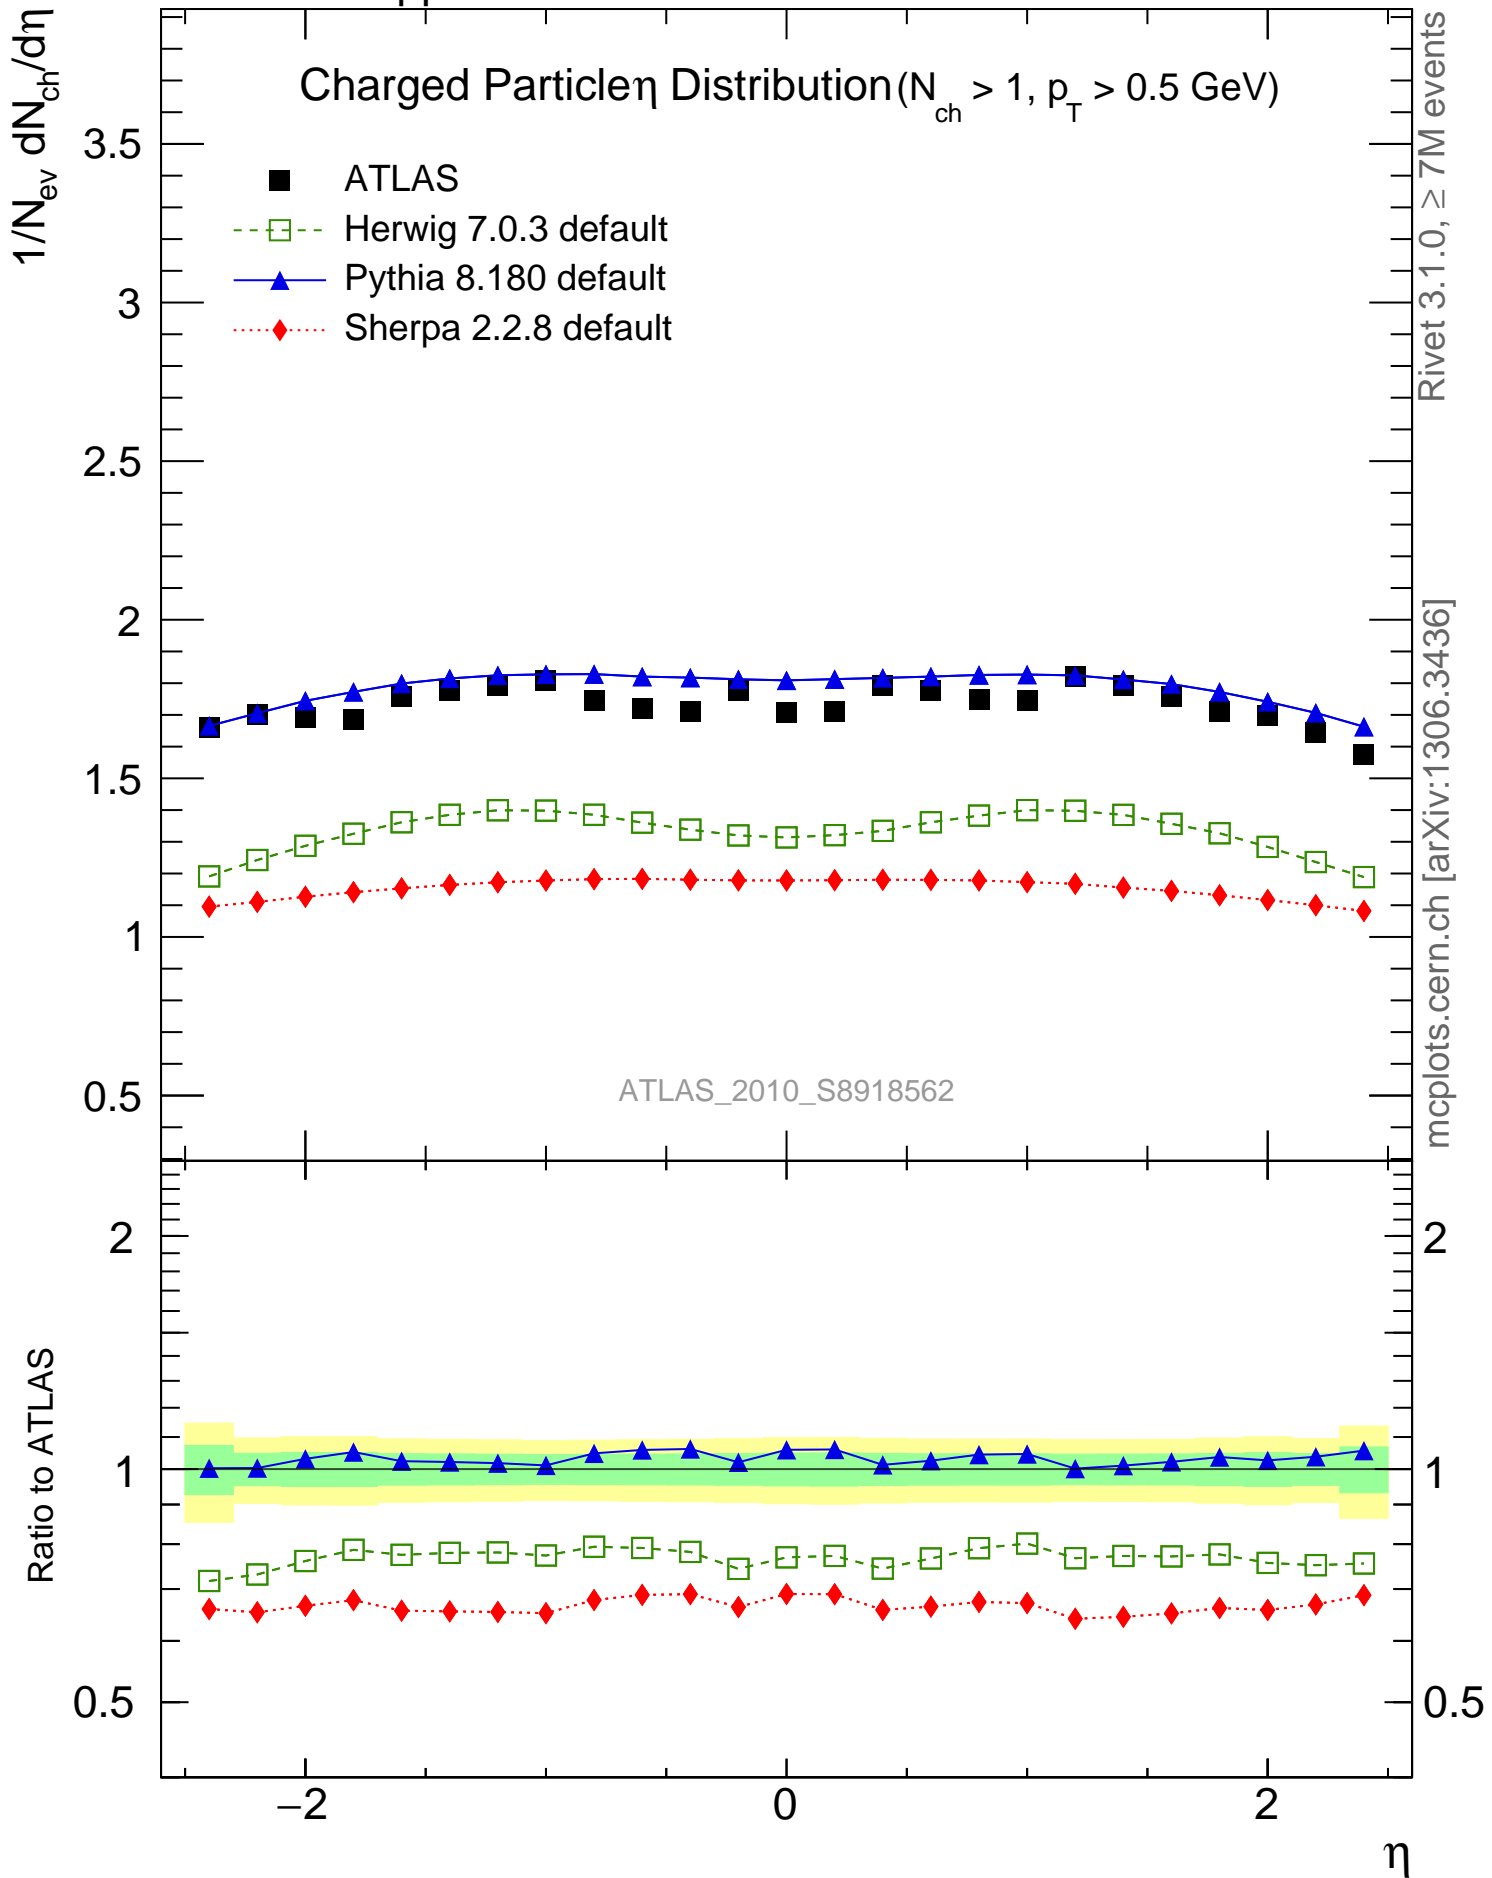 1/N_ev dN_ch/dη
Charged Particleη Distribution(N_ch > 1, p_T > 0.5 GeV)
ATLAS
Herwig 7.0.3 default
Pythia 8.180 default
Sherpa 2.2.8 default
3.5
3
2.5
2
1.5
1
0.5
ATLAS_2010_S8918562
Rivet 3.1.0, ≥ 7M events
mcplots.cern.ch [arXiv:1306.3436]
Ratio to ATLAS
2
1
0.5
2
1
0.5
−2
0
2
η